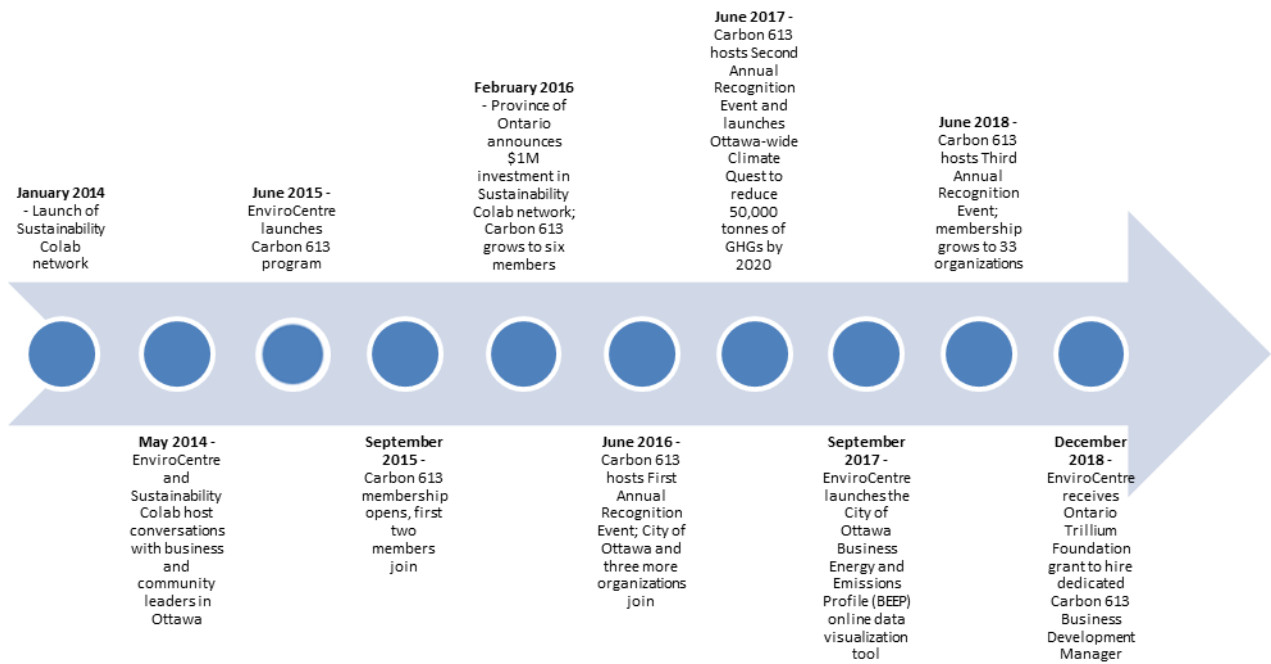 January 2014
- Launch of
Sustainability
Colab
network
May 2014 -
EnviroCentre
and
Sustainability
Colab host
conversations
with business
and
community
leaders in
Ottawa
June 2015 -
EnviroCentre
launches
Carbon 613
program
September
2015 -
Carbon 613
membership
opens, first
two
members
join
February 2016
- Province of
Ontario
announces
$1M
investment in
Sustainability
Colab network;
Carbon 613
grows to six
members
June 2016 -
Carbon 613
hosts First
Annual
Recognition
Event; City of
Ottawa and
three more
organizations
join
June 2017 -
Carbon 613
hosts Second
Annual
Recognition
Event and
launches
Ottawa-wide
Climate
Quest to
reduce
50,000
tonnes of
GHGs by
2020
September
2017 -
EnviroCentre
launches the
City of
Ottawa
Business
Energy and
Emissions
Profile (BEEP)
online data
visualization
tool
June 2018 -
Carbon 613
hosts Third
Annual
Recognition
Event;
membership
grows to 33
organizations
December
2018 -
EnviroCentre
receives
Ontario
Trillium
Foundation
grant to hire
dedicated
Carbon 613
Business
Development
Manager